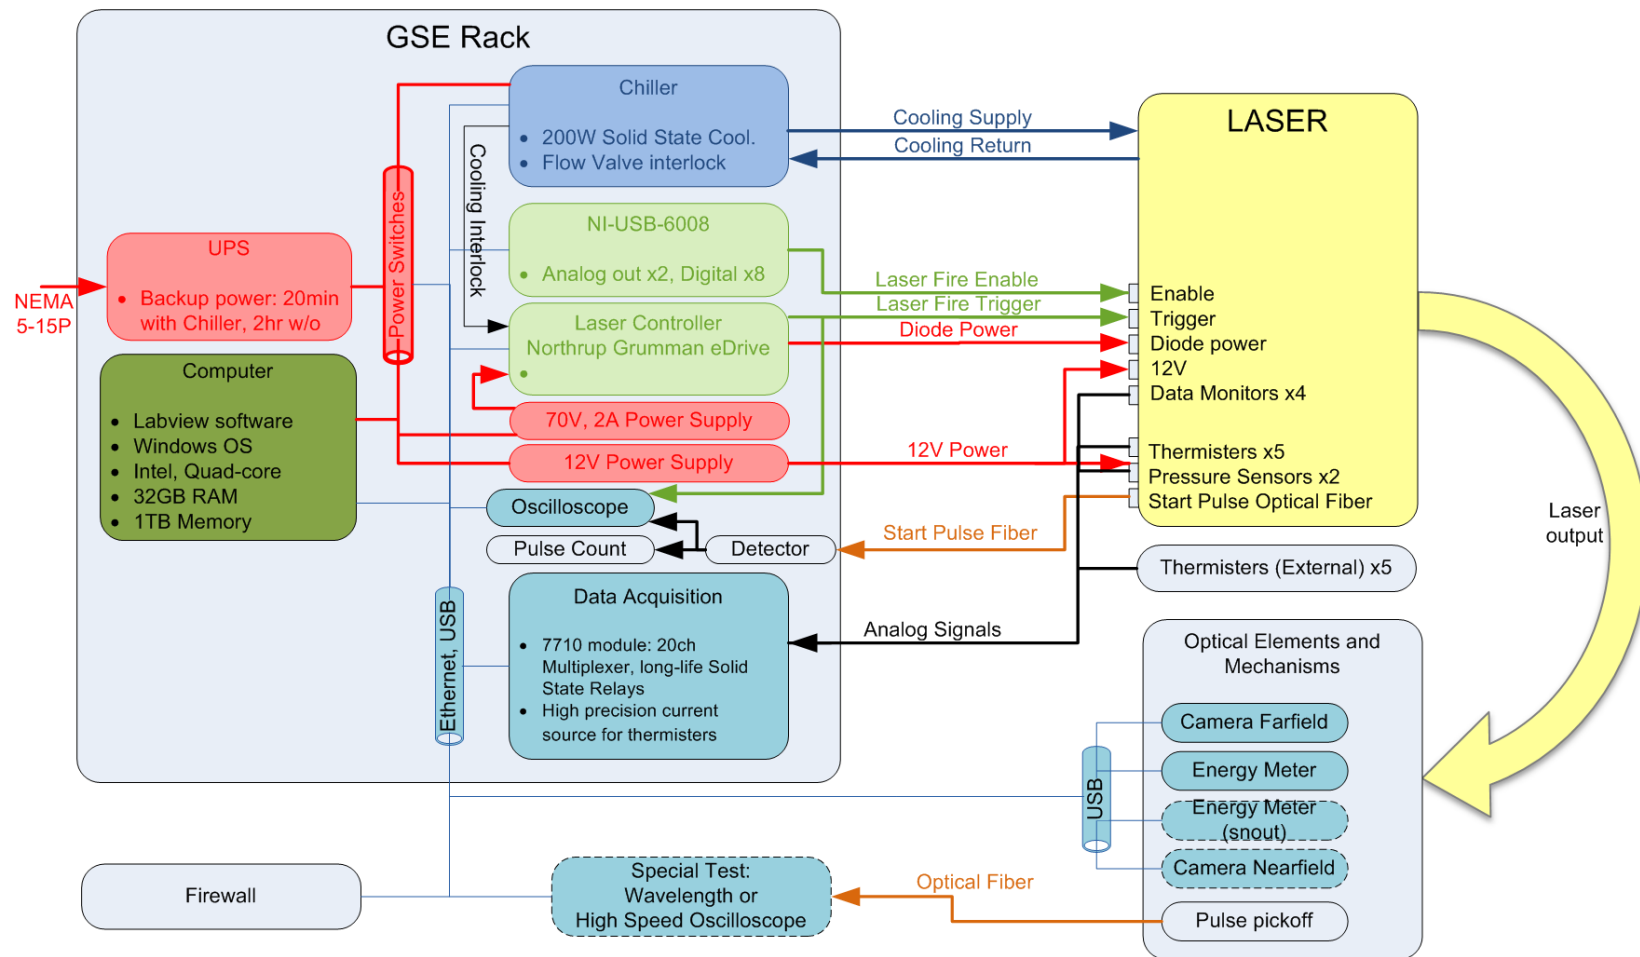 GSE Rack
Chiller
• 200W Solid State Cool.
• Flow Valve interlock
Cooling Interlock
Power Switches
NI-USB-6008
• Analog out x2, Digital x8
UPS
• Backup power: 20min
with Chiller, 2hr w/o
NEMA
5-15P
Laser Controller
Northrup Grumman eDrive
•
Computer
• Labview software
• Windows OS
• Intel, Quad-core
• 32GB RAM
• 1TB Memory
70V, 2A Power Supply
12V Power Supply
Oscilloscope
Pulse Count
Detector
Ethernet, USB
Data Acquisition
• 7710 module: 20ch
Multiplexer, long-life Solid
State Relays
• High precision current
source for thermisters
Cooling Supply
Cooling Return
Laser Fire Enable
Laser Fire Trigger
Diode Power
12V Power
Start Pulse Fiber
Analog Signals
LASER
Enable
Trigger
Diode power
12V
Data Monitors x4
Thermisters x5
Pressure Sensors x2
Start Pulse Optical Fiber
Laser
output
Thermisters (External) x5
Optical Elements and
Mechanisms
Camera Farfield
Energy Meter
Energy Meter
(snout)
Camera Nearfield
Pulse pickoff
USB
Firewall
Special Test:
Wavelength or
High Speed Oscilloscope
Optical Fiber